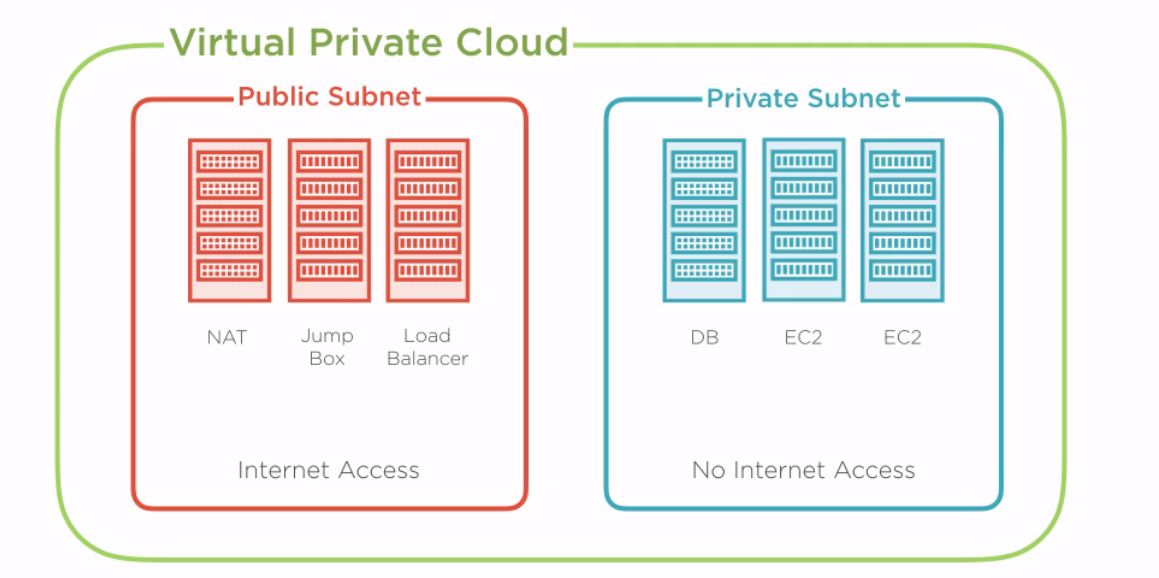 Virtual Private Cloud
Public Subnet
NAT
Jump
Box
Load
Balancer
Internet Access
Private Subnet
DB
EC2
EC2
No Internet Access